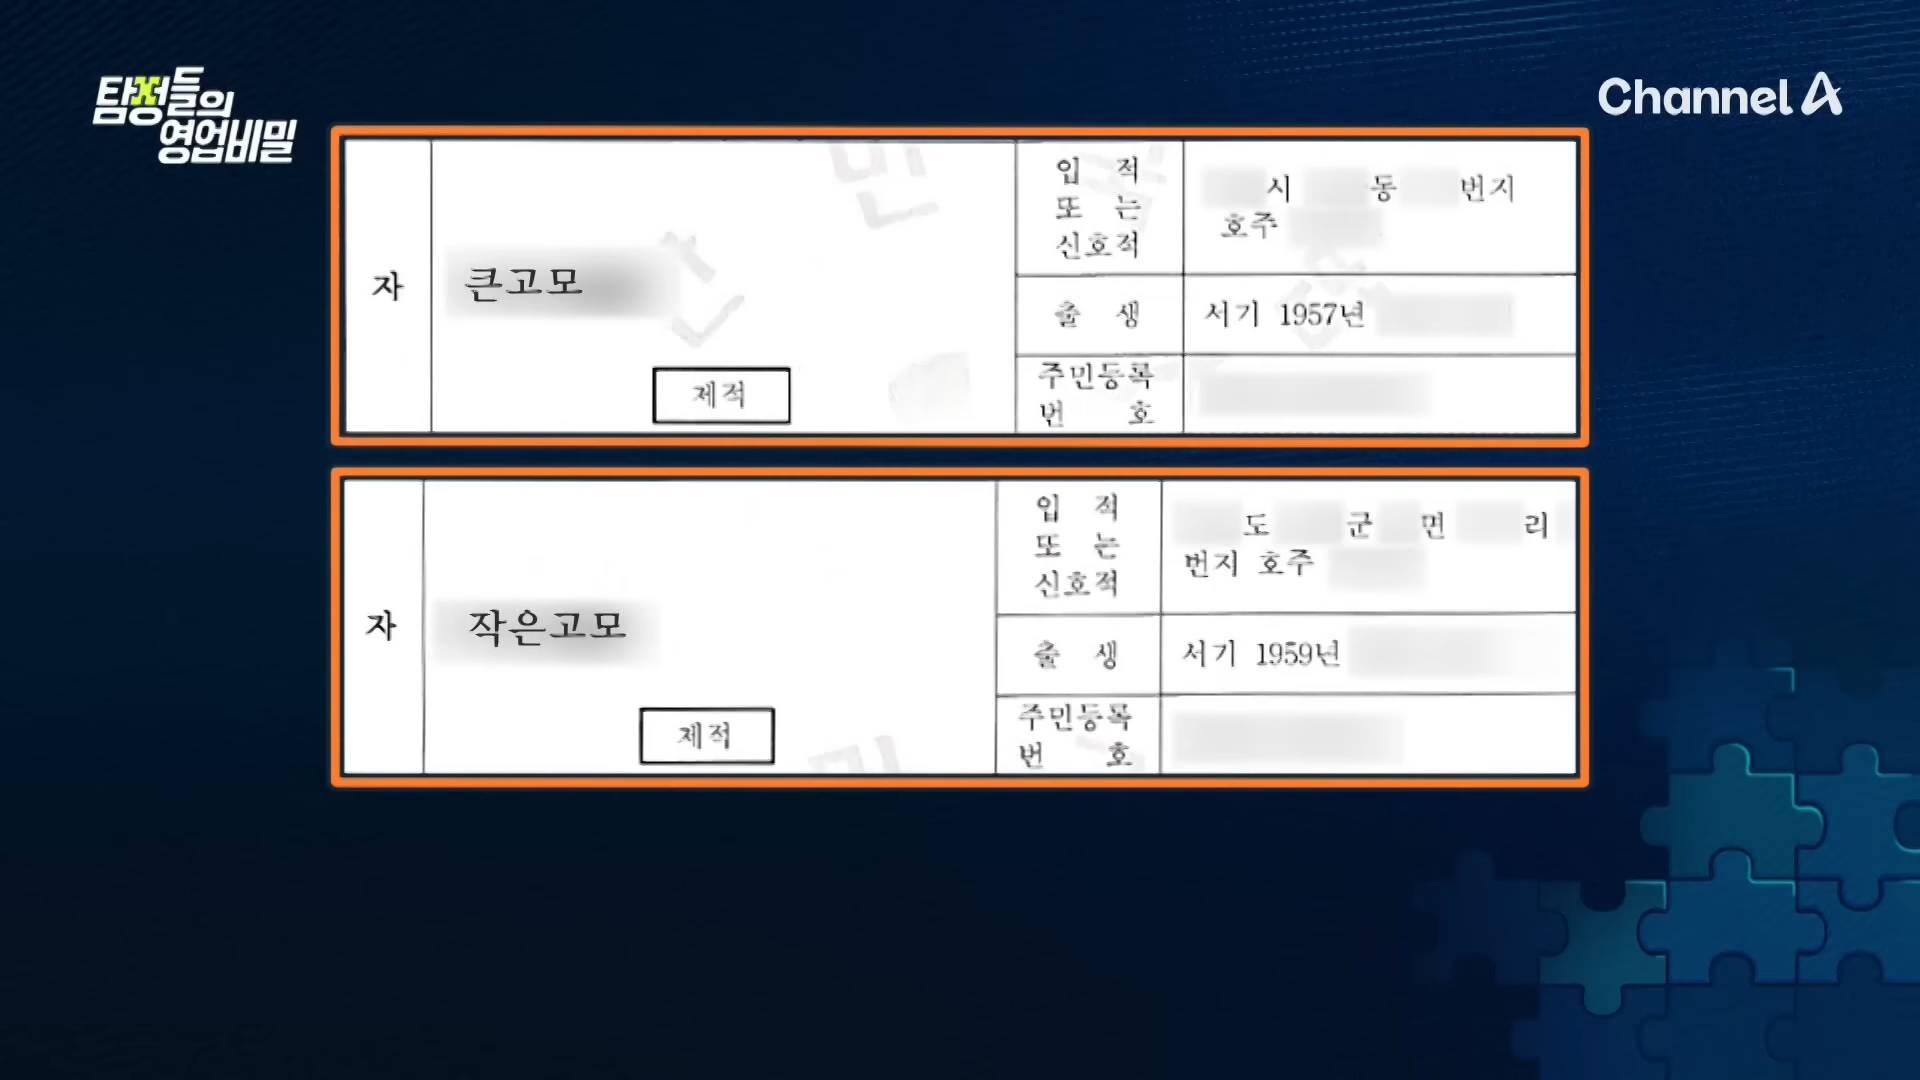 탐정들의
영업비밀
Channel A
자
큰고모
제적
입 적
또 는
신호적
시 동 번지
호주
출 생
서기 1957년
주민등록
번 호
자
작은고모
제적
입 적
또 는
신호적
도 군 면 리
번지 호주
출 생
서기 1959년
주민등록
번 호